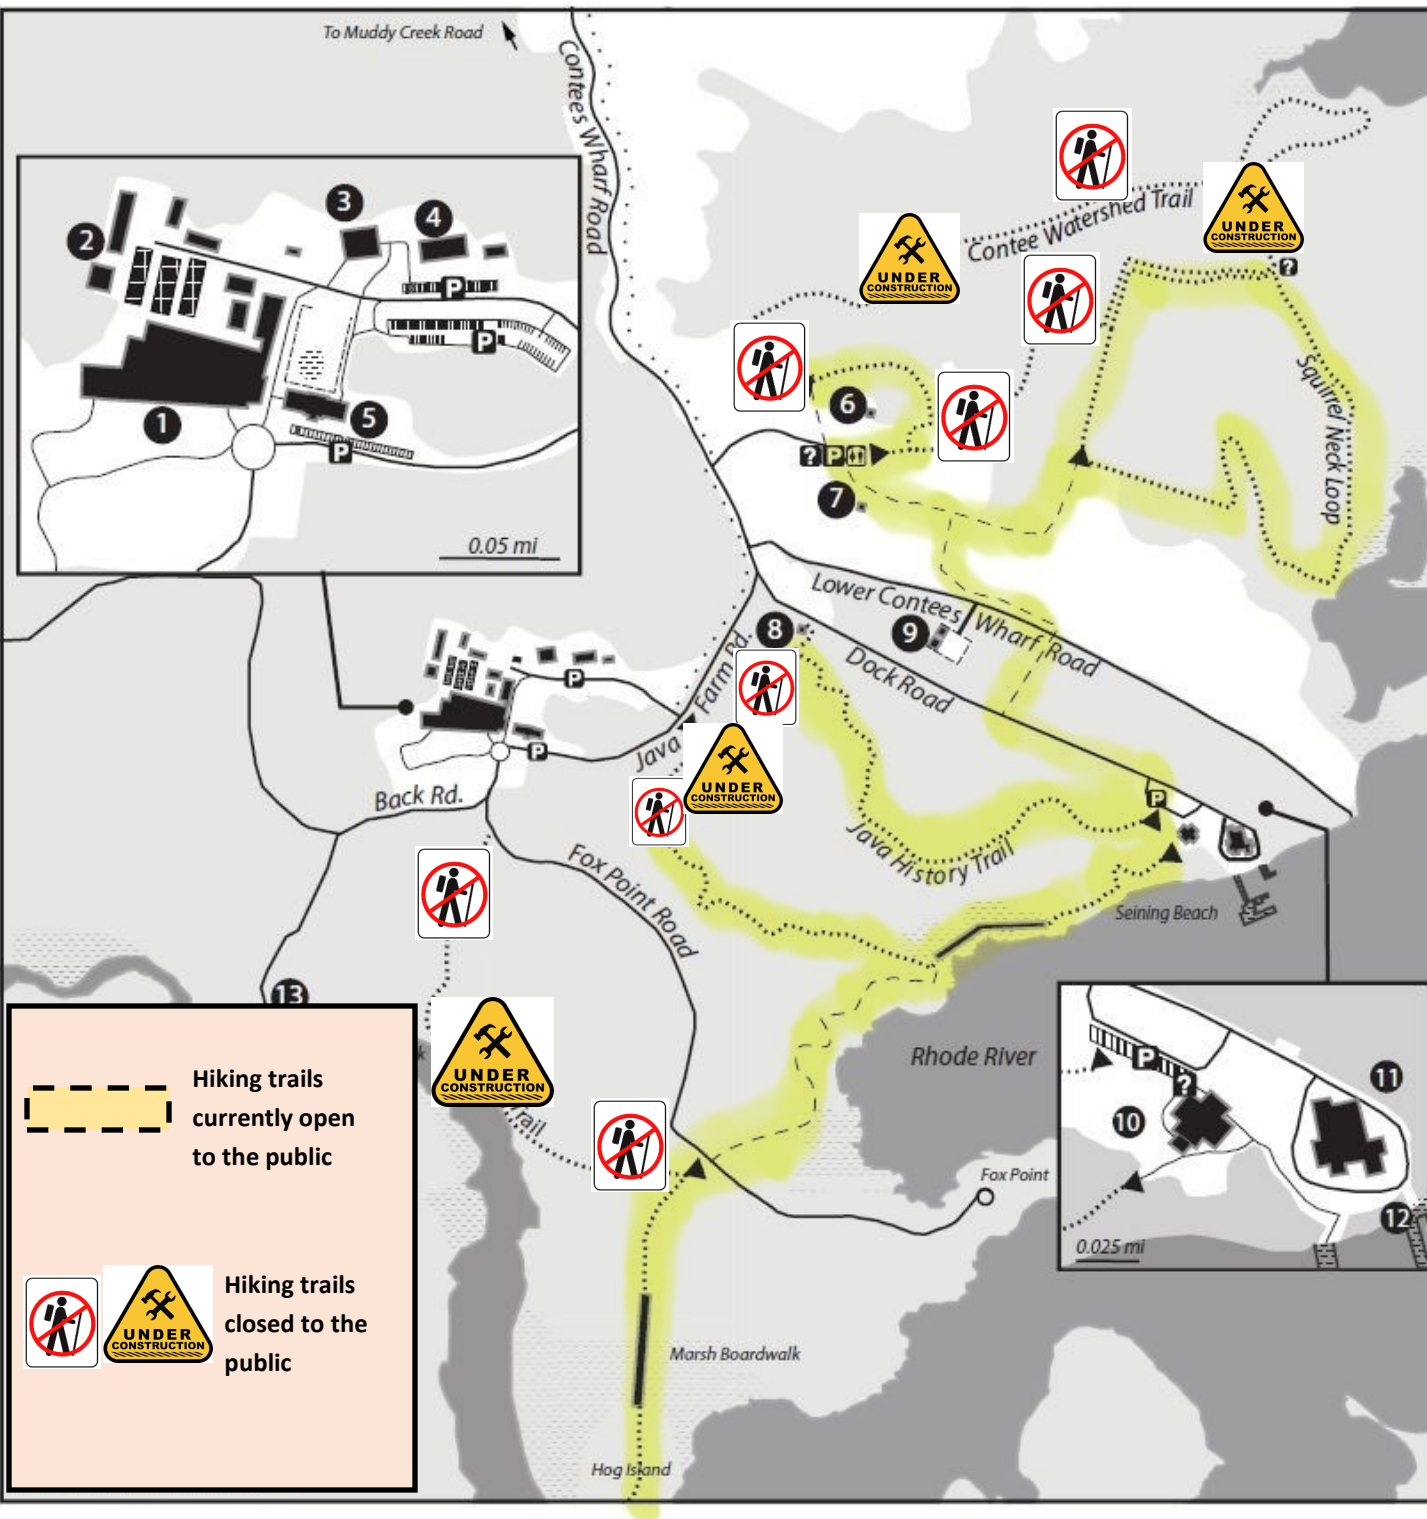 To Muddy Creek Road
Contees Wharf Road
2
3
4
P
P
1
5
P
0.05 mi
Contee Watershed Trail
UNDER
CONSTRUCTION
UNDER
CONSTRUCTION
?
6
? P
7
Squirrel Neck Loop
Lower Contees Wharf Road
8
9
Dock Road
P
Java Farm Rd.
P
UNDER
CONSTRUCTION
Back Rd.
P
Java History Trail
Fox Point Road
Seining Beach
13
Rhode River
UNDER
CONSTRUCTION
Trail
Fox Point
P
?
11
10
12
0.025 mi
Marsh Boardwalk
Hog Island
Hiking trails
currently open
to the public
UNDER
CONSTRUCTION
Hiking trails
closed to the
public